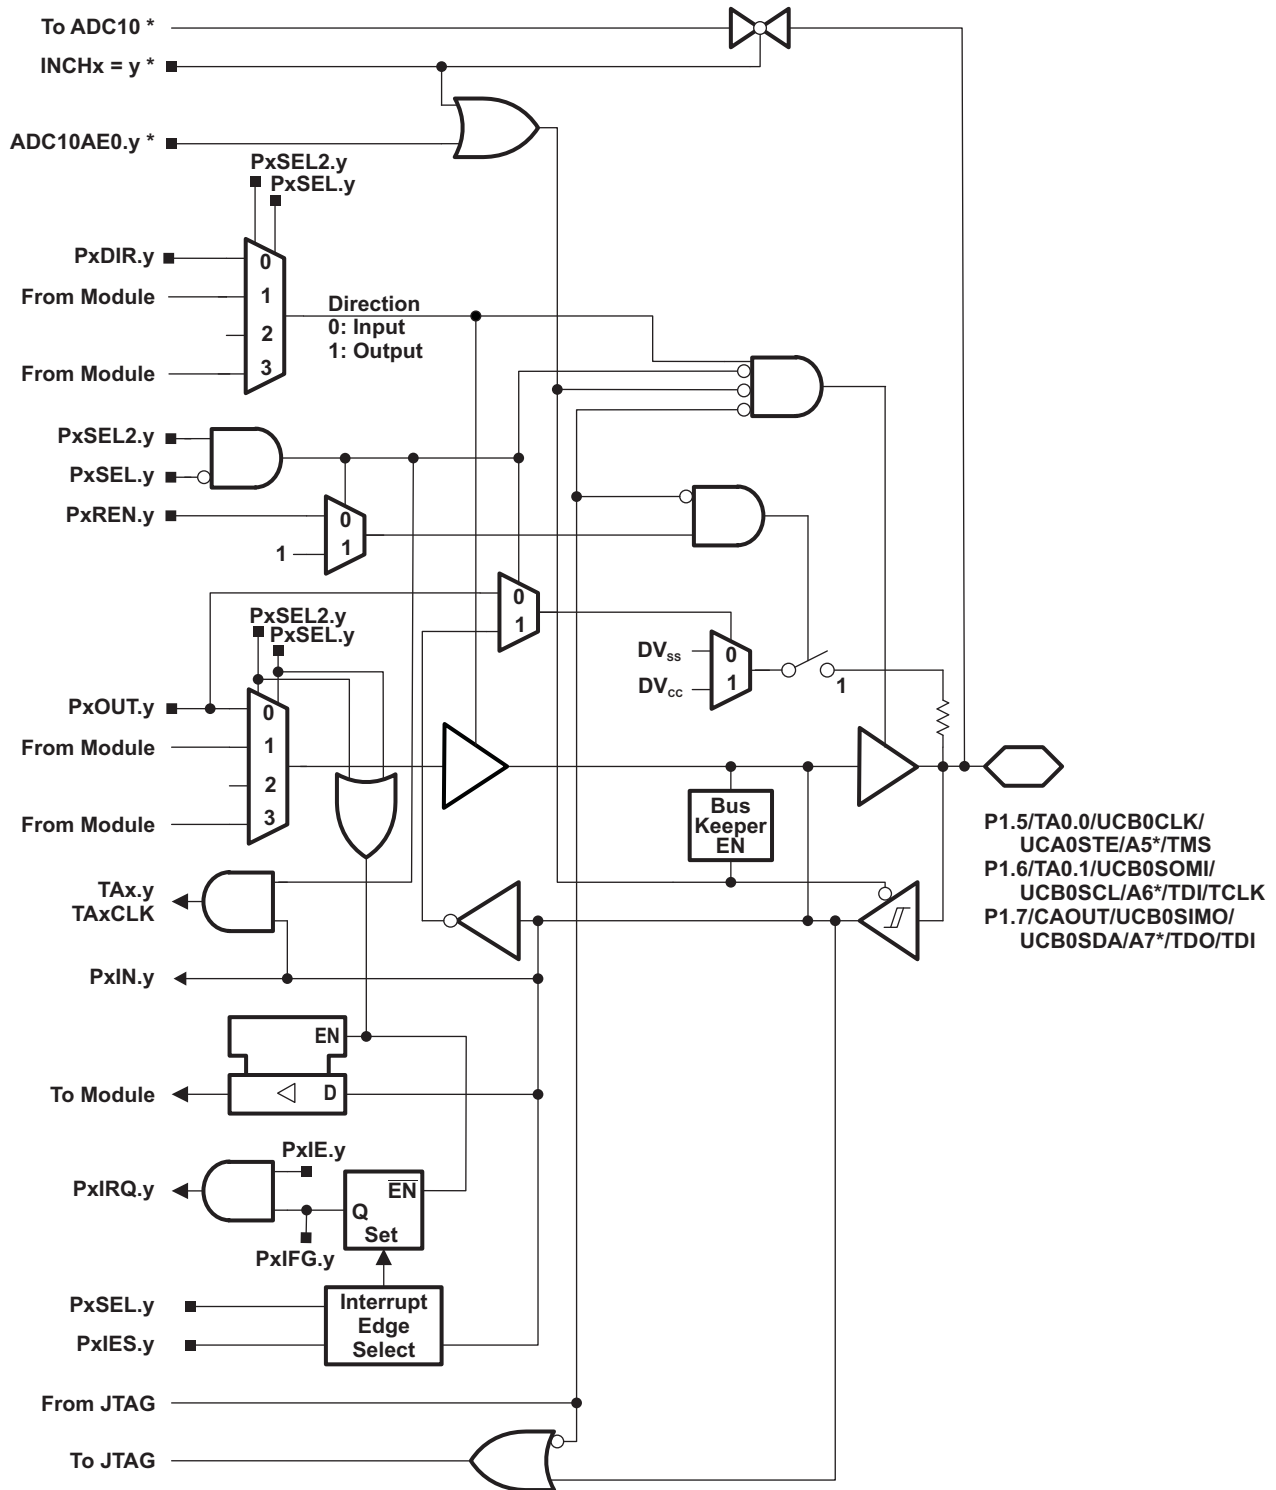 To ADC10 *
INCHx = y *
ADC10AE0.y *
PxSEL2.y
PxSEL.y
PxDIR.y
0
From Module
1
2
From Module
3
Direction
0: Input
1: Output
PxSEL2.y
PxSEL.y
PxREN.y
0
1
1
0
1
PxSEL2.y
PxSEL.y
DVSS
0
DVCC
1
1
PxOUT.y
0
From Module
1
2
From Module
3
Bus
Keeper
EN
P1.5/TA0.0/UCB0CLK/
UCA0STE/A5*/TMS
P1.6/TA0.1/UCB0SOMI/
UCB0SCL/A6*/TDI/TCLK
P1.7/CAOUT/UCB0SIMO/
UCB0SDA/A7*/TDO/TDI
TAx.y
TAxCLK
PxIN.y
EN
To Module
D
PxIE.y
PxIRQ.y
EN
Q
Set
PxIFG.y
PxSEL.y
PxIES.y
Interrupt
Edge
Select
From JTAG
To JTAG